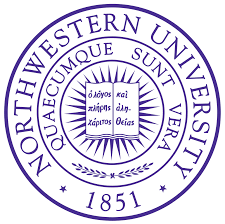 NORTHWESTERN UNIVERSITY
QUAECUMQUE SUNT VERA
ὁ λόγος
πλήρης
χάριτος
καὶ
ἀλη-
θείας
1851